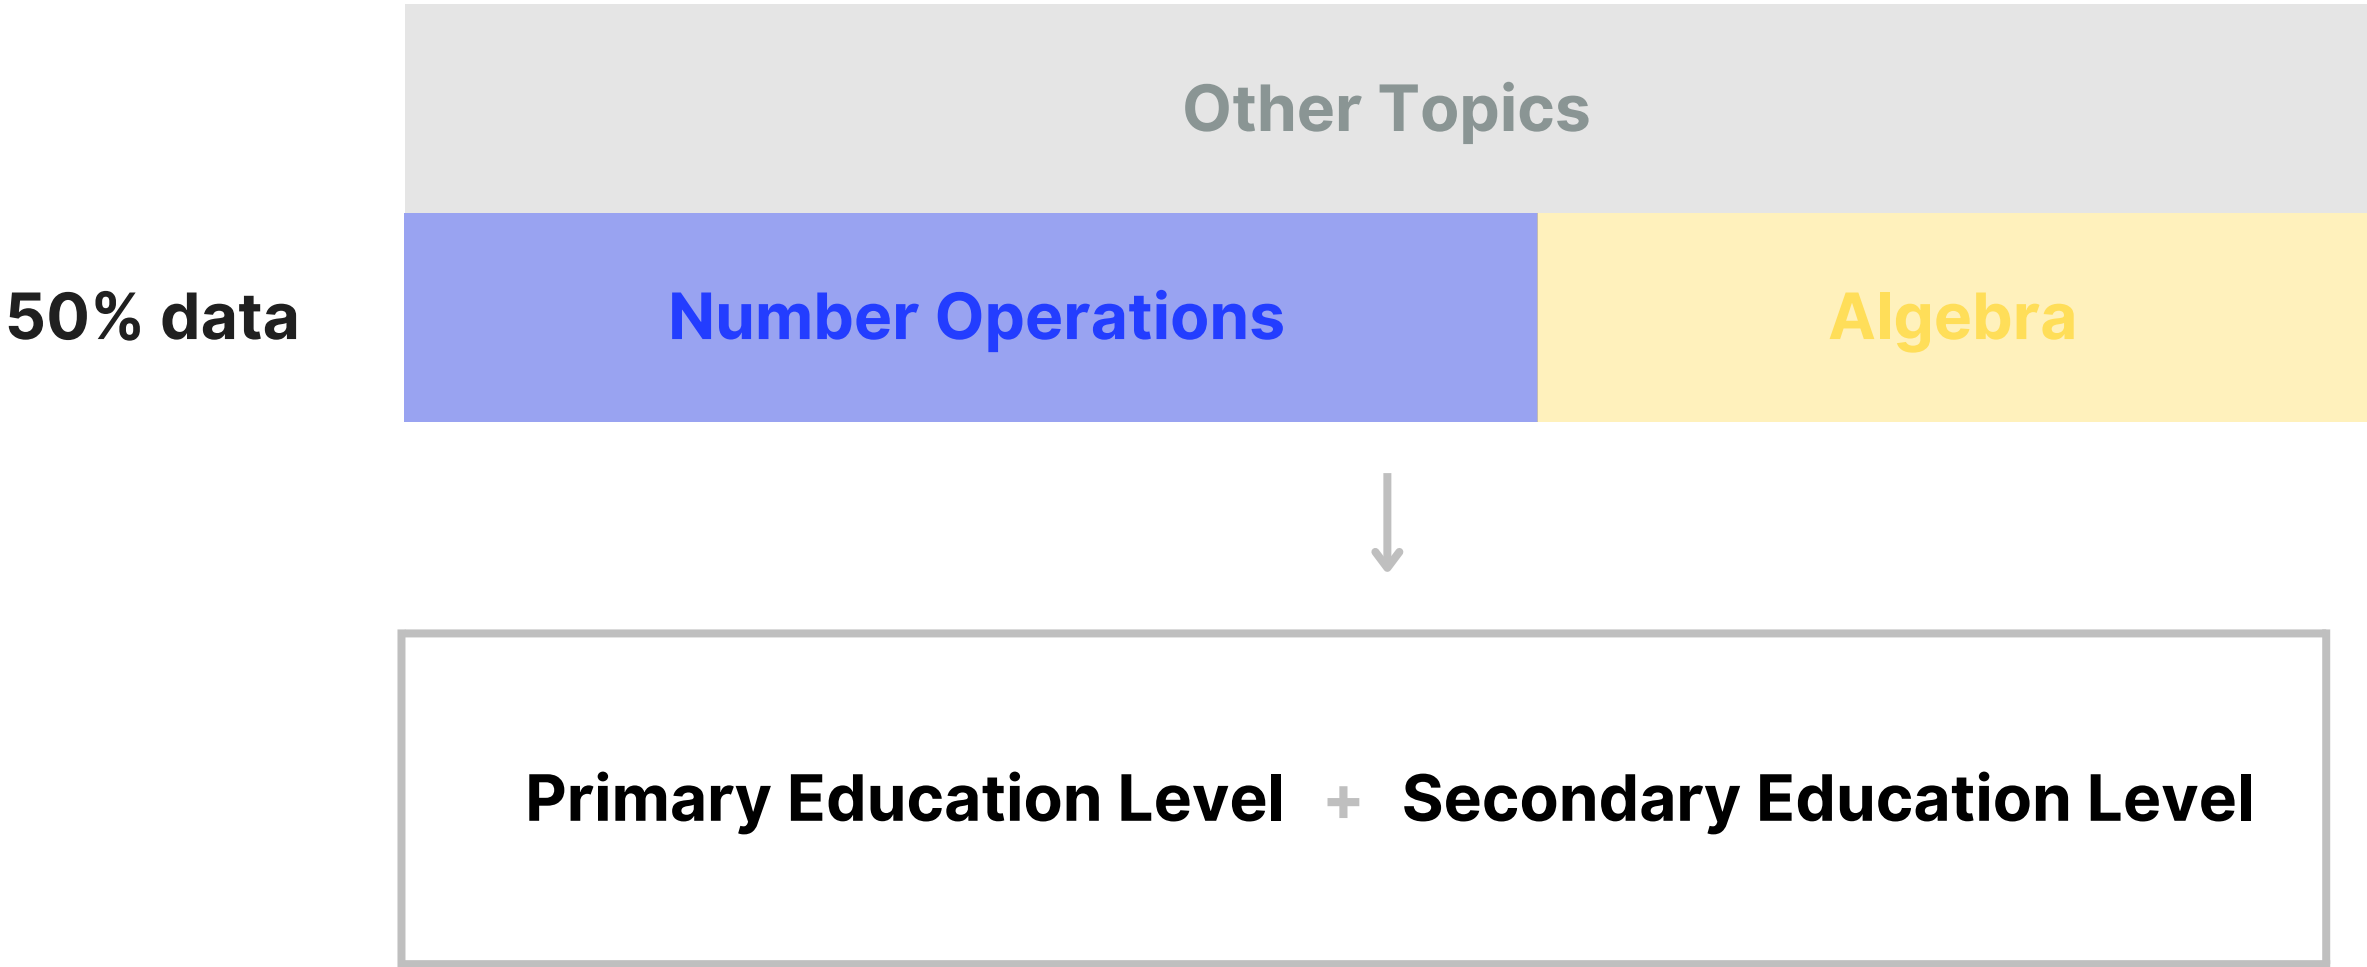 Other Topics
50% data
Number Operations
Algebra
Primary Education Level + Secondary Education Level